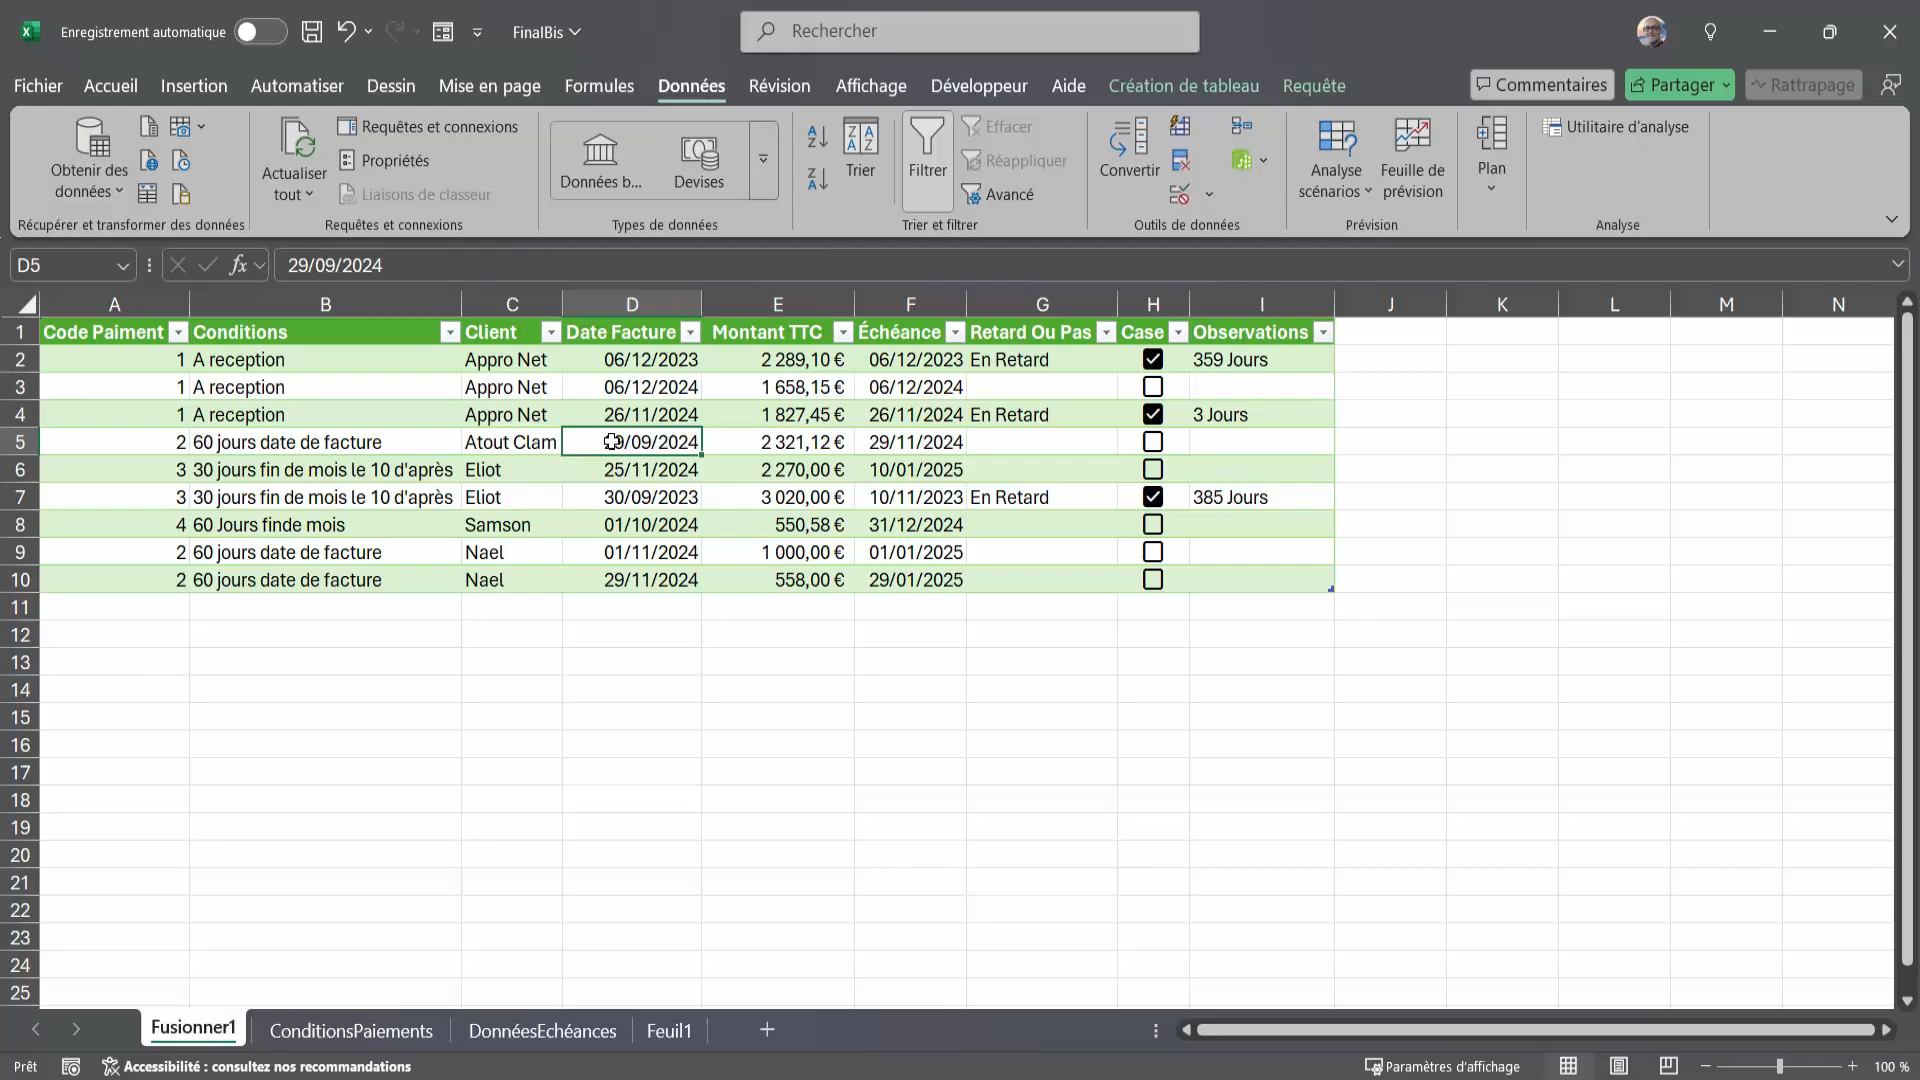 Enregistrement automatique FinalBis Rechercher
Fichier Accueil Insertion Automatiser Dessin Mise en page Formules Données Révision Affichage Développeur Aide Création de tableau Requête Commentaires Partager Rattrapage
Obtenir des données
Récupérer et transformer des données
Actualiser tout
Requêtes et connexions
Propriétés
Liaisons de classeur
Requêtes et connexions
Données b... Devises
Types de données
Trier
Filtrer
Effacer
Réappliquer
Avancé
Trier et filtrer
Convertir
Outils de données
Analyse scénarios
Feuille de prévision
Prévision
Plan
Utilitaire d'analyse
Analyse
D5 fx 29/09/2024
A B C D E F G H I J K L M N
1 Code Paiment Conditions Client Date Facture Montant TTC Échéance Retard Ou Pas Case Observations
2 1 A reception Appro Net 06/12/2023 2 289,10 € 06/12/2023 En Retard 359 Jours
3 1 A reception Appro Net 06/12/2024 1 658,15 € 06/12/2024
4 1 A reception Appro Net 26/11/2024 1 827,45 € 26/11/2024 En Retard 3 Jours
5 2 60 jours date de facture Atout Clam 29/09/2024 2 321,12 € 29/11/2024
6 3 30 jours fin de mois le 10 d'après Eliot 25/11/2024 2 270,00 € 10/01/2025
7 3 30 jours fin de mois le 10 d'après Eliot 30/09/2023 3 020,00 € 10/11/2023 En Retard 385 Jours
8 4 60 Jours finde mois Samson 01/10/2024 550,58 € 31/12/2024
9 2 60 jours date de facture Nael 01/11/2024 1 000,00 € 01/01/2025
10 2 60 jours date de facture Nael 29/11/2024 558,00 € 29/01/2025
11
12
13
14
15
16
17
18
19
20
21
22
23
24
25
Fusionner1 ConditionsPaiements DonnéesEchéances Feuil1
Prêt Accessibilité : consultez nos recommandations Paramètres d'affichage 100 %